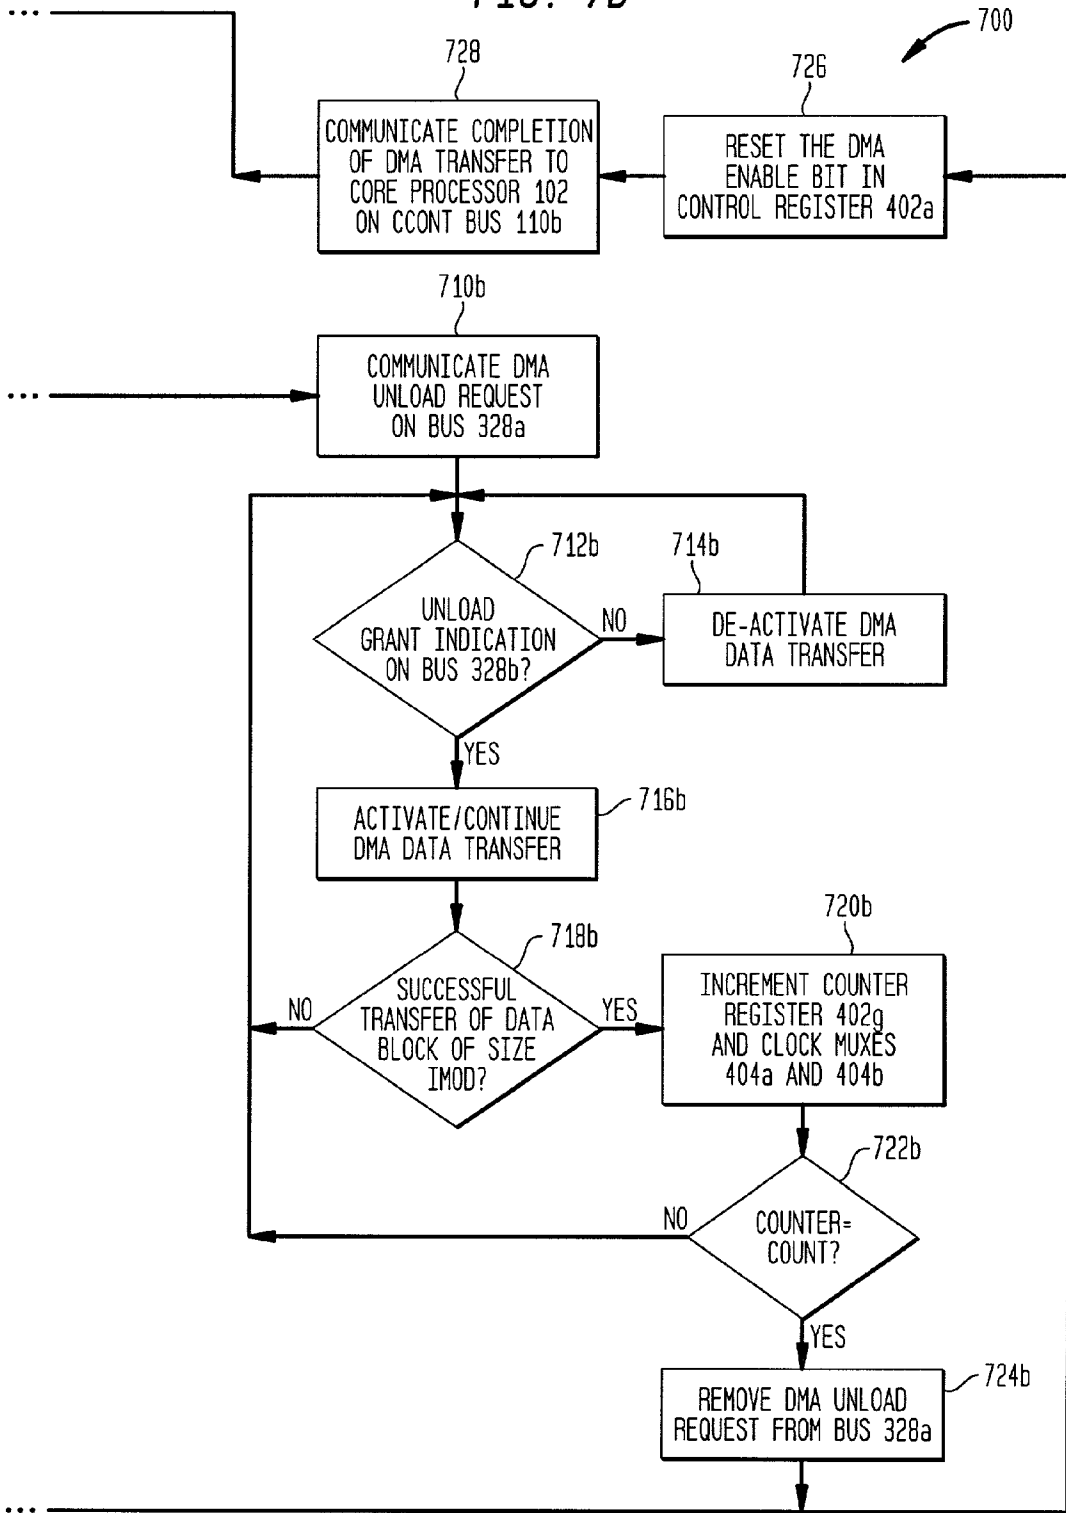 FIG. 7B
700
728
726
COMMUNICATE COMPLETION
OF DMA TRANSFER TO
CORE PROCESSOR 102
ON CCONT BUS 110b
RESET THE DMA
ENABLE BIT IN
CONTROL REGISTER 402a
710b
COMMUNICATE DMA
UNLOAD REQUEST
ON BUS 328a
712b
UNLOAD
GRANT INDICATION
ON BUS 328b?
NO
714b
DE-ACTIVATE DMA
DATA TRANSFER
YES
716b
ACTIVATE/CONTINUE
DMA DATA TRANSFER
718b
SUCCESSFUL
TRANSFER OF DATA
BLOCK OF SIZE
IMOD?
NO
YES
720b
INCREMENT COUNTER
REGISTER 402g
AND CLOCK MUXES
404a AND 404b
722b
COUNTER=
COUNT?
NO
YES
724b
REMOVE DMA UNLOAD
REQUEST FROM BUS 328a